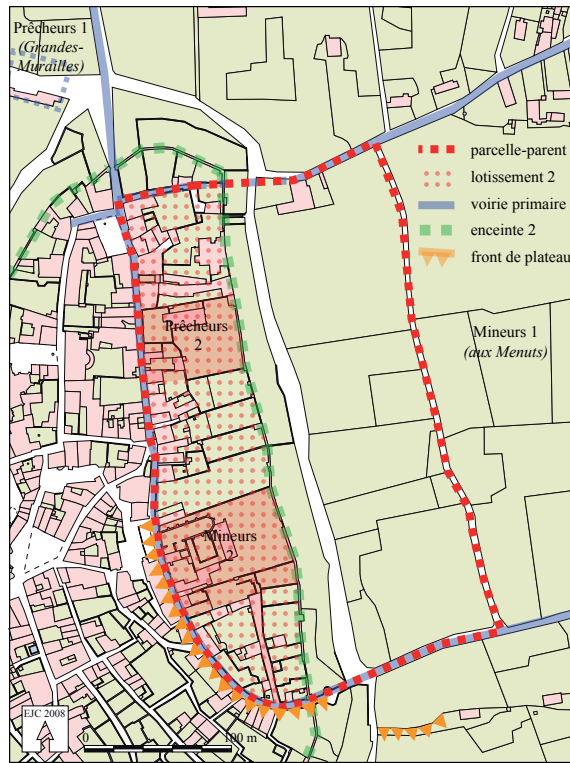 Prêcheurs 1
(Grandes-
Murailles)
parcelle-parent
lotissement 2
voirie primaire
enceinte 2
front de plateau
Prêcheurs
2
Mineurs 1
(aux Menuts)
Mineurs
2
EJC 2008
0
100 m